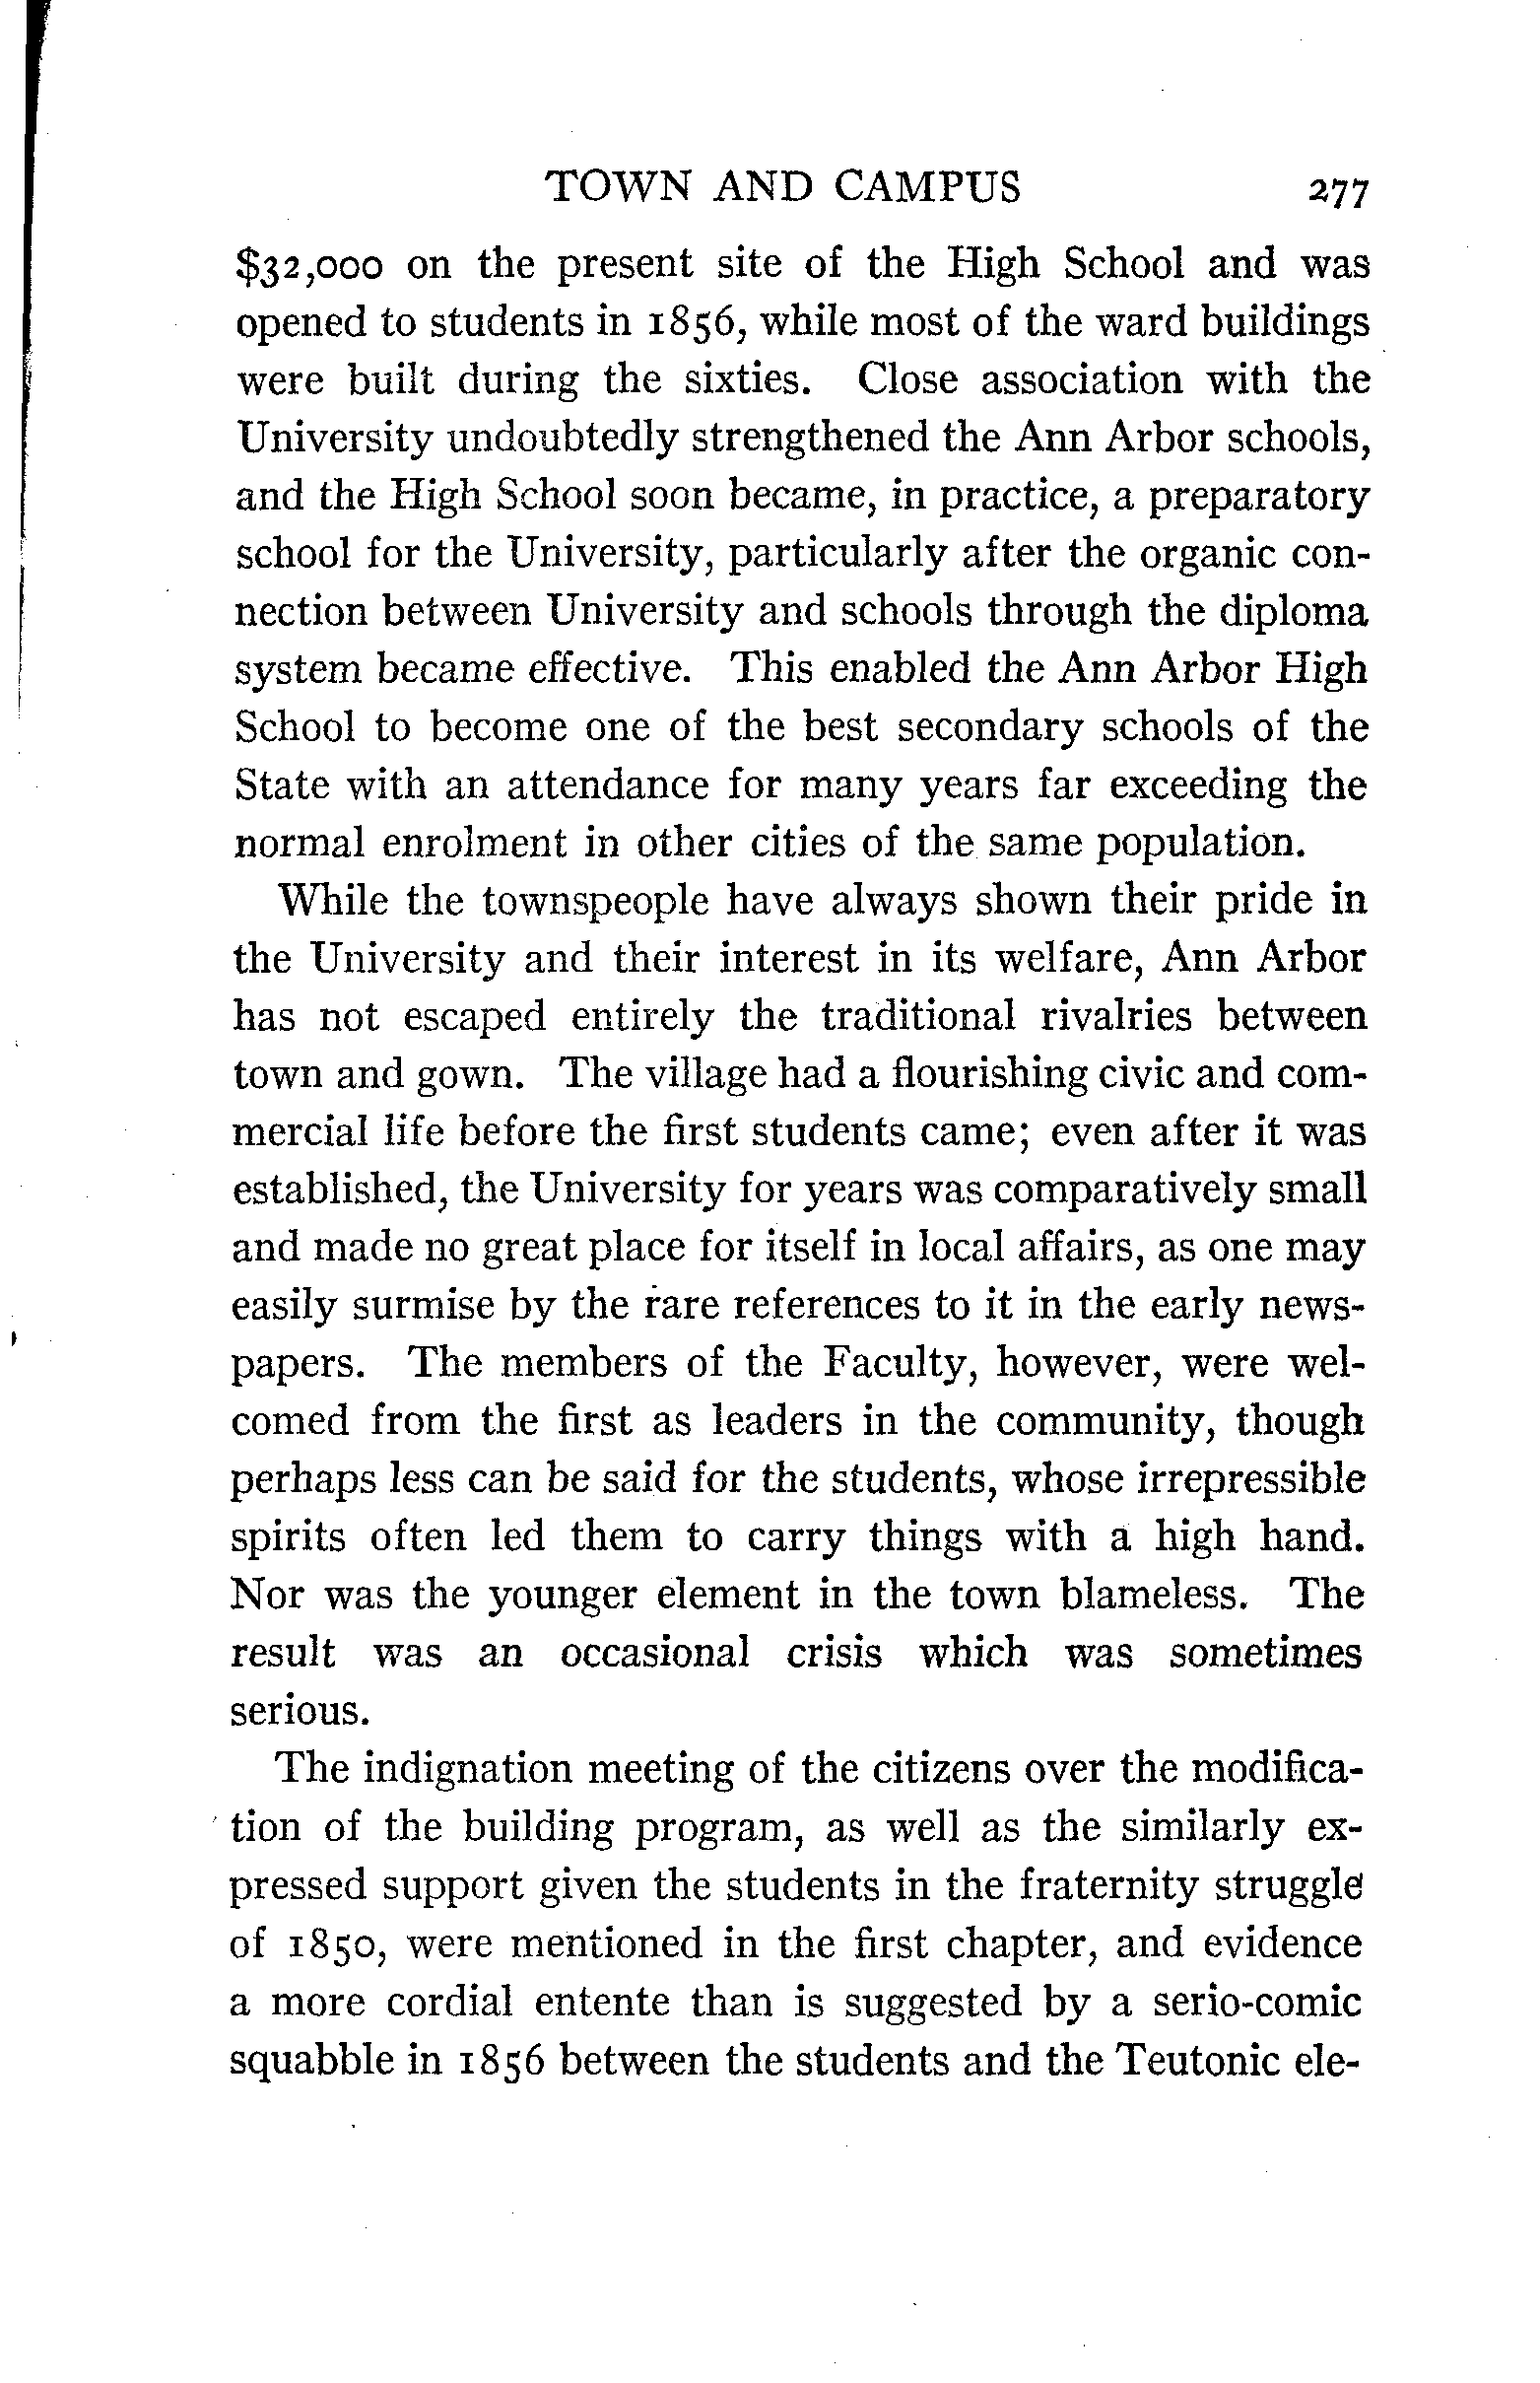 TOWN AND CAMPUS 277
$32,000 on the present site of the High School and was
opened to students in 1856, while most of the ward buildings
were built during the sixties. Close association with the
University undoubtedly strengthened the Ann Arbor schools,
and the High School soon became, in practice, a preparatory
school for the University, particularly after the organic con-
nection between University and schools through the diploma
system became effective. This enabled the Ann Arbor High
School to become one of the best secondary schools of the
State with an attendance for many years far exceeding the
normal enrolment in other cities of the same population.
While the townspeople have always shown their pride in
the University and their interest in its welfare, Ann Arbor
has not escaped entirely the traditional rivalries between
town and gown. The village had a flourishing civic and com-
mercial life before the first students came; even after it was
established, the University for years was comparatively small
and made no great place for itself in local affairs, as one may
easily surmise by the rare references to it in the early news-
papers. The members of the Faculty, however, were wel-
comed from the first as leaders in the community, though
perhaps less can be said for the students, whose irrepressible
spirits often led them to carry things with a high hand.
Nor was the younger element in the town blameless. The
result was an occasional crisis which was sometimes
serious.
The indignation meeting of the citizens over the modifica-
tion of the building program, as well as the similarly ex-
pressed support given the students in the fraternity struggle
of 1850, were mentioned in the first chapter, and evidence
a more cordial entente than is suggested by a serio-comic
squabble in 1856 between the students and the Teutonic ele-